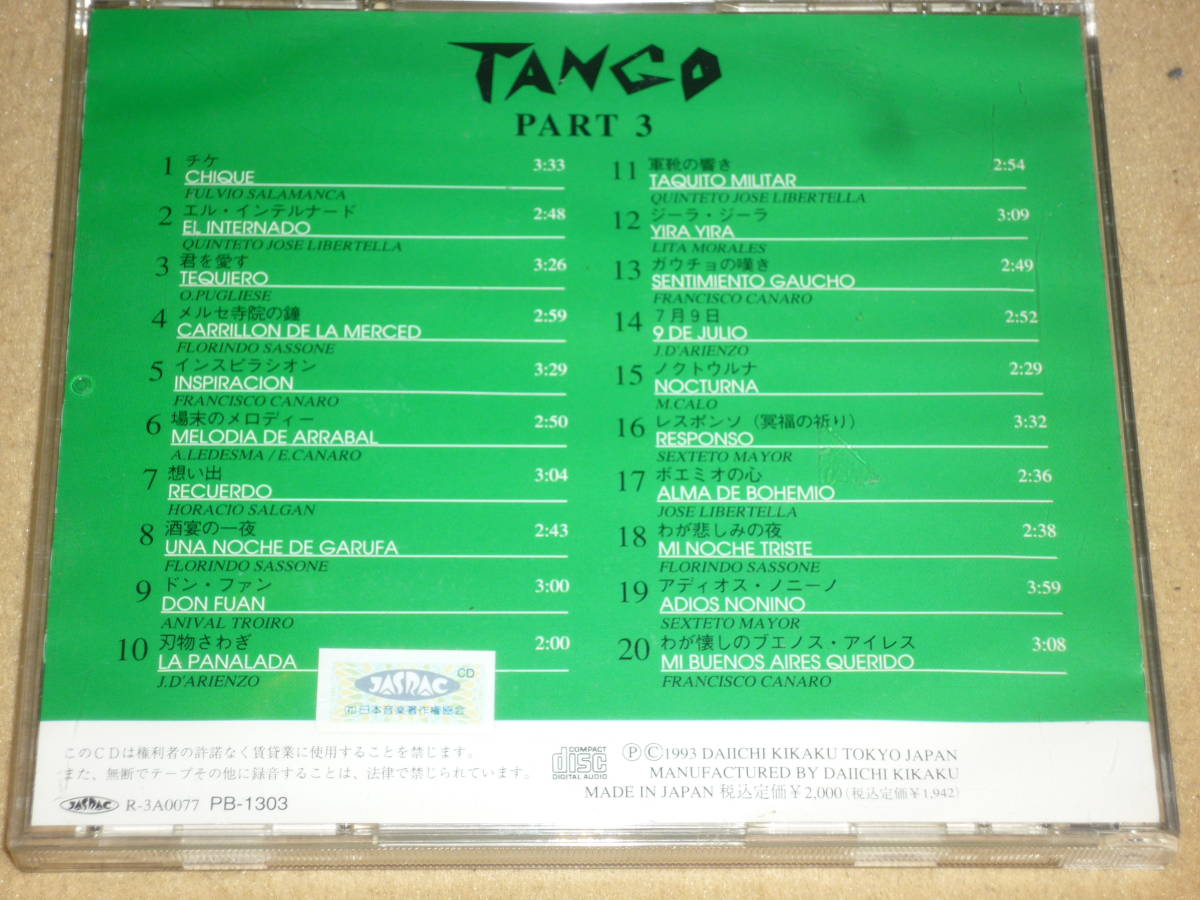 TANGO
PART 3
1 チケ 3:33
CHIQUE
FULVIO SALAMANCA
2 エル・インテルナード 2:48
EL INTERNADO
QUINTETO JOSE LIBERTELLA
3 君を愛す 3:26
TEQUIERO
O.PUGLIESE
4 メルセ寺院の鐘 2:59
CARRILLON DE LA MERCED
FLORINDO SASSONE
5 インスピラシオン 3:29
INSPIRACION
FRANCISCO CANARO
6 場末のメロディー 2:50
MELODIA DE ARRABAL
A.LEDESMA / E.CANARO
7 想い出 3:04
RECUERDO
HORACIO SALGAN
8 酒宴の一夜 2:43
UNA NOCHE DE GARUFA
FLORINDO SASSONE
9 ドン・ファン 3:00
DON FUAN
ANIVAL TROIRO
10 刃物さわぎ 2:00
LA PANALADA
J.D'ARIENZO
11 軍靴の響き 2:54
TAQUITO MILITAR
QUINTETO JOSE LIBERTELLA
12 ジーラ・ジーラ 3:09
YIRA YIRA
LITA MORALES
13 ガウチョの嘆き 2:49
SENTIMIENTO GAUCHO
FRANCISCO CANARO
14 7月9日 2:52
9 DE JULIO
J.D'ARIENZO
15 ノクトウルナ 2:29
NOCTURNA
M.CALO
16 レスポンソ（冥福の祈り） 3:32
RESPONSO
SEXTETO MAYOR
17 ボエミオの心 2:36
ALMA DE BOHEMIO
JOSE LIBERTELLA
18 わが悲しみの夜 2:38
MI NOCHE TRISTE
FLORINDO SASSONE
19 アディオス・ノニーノ 3:59
ADIOS NONINO
SEXTETO MAYOR
20 わが懐しのブエノス・アイレス 3:08
MI BUENOS AIRES QUERIDO
FRANCISCO CANARO
JASRAC CD
㈳日本音楽著作権協会
このCDは権利者の許諾なく賃貸業に使用することを禁じます。
また、無断でテープその他に録音することは、法律で禁じられています。
JASRAC R-3A0077 PB-1303
COMPACT
disc
DIGITAL AUDIO
ⓅⒸ1993 DAIICHI KIKAKU TOKYO JAPAN
MANUFACTURED BY DAIICHI KIKAKU
MADE IN JAPAN 税込定価¥2,000(税込定価¥1,942)